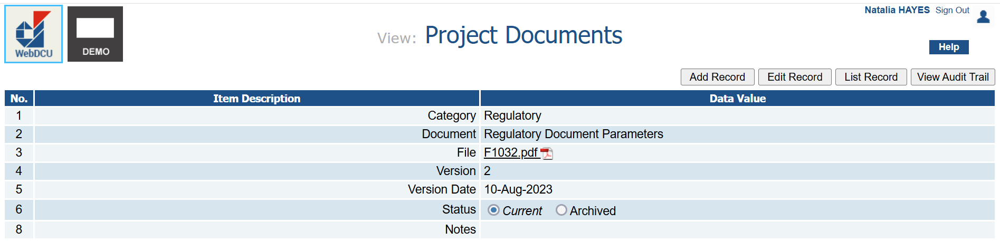 Natalia HAYES Sign Out
WebDCU
DEMO
View: Project Documents
Help
Add Record Edit Record List Record View Audit Trail
No. Item Description Data Value
1 Category Regulatory
2 Document Regulatory Document Parameters
3 File F1032.pdf
4 Version 2
5 Version Date 10-Aug-2023
6 Status Current Archived
8 Notes